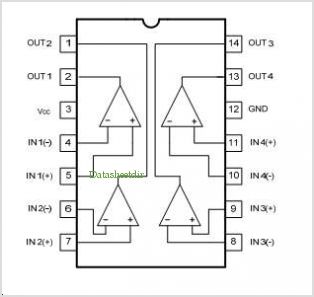 OUT2 1 14 OUT3
OUT1 2 13 OUT4
Vcc 3 12 GND
IN1(-) 4 11 IN4(+)
IN1(+) 5 10 IN4(-)
Datasheetdir
IN2(-) 6 9 IN3(+)
IN2(+) 7 8 IN3(-)
- + - +
- + - +